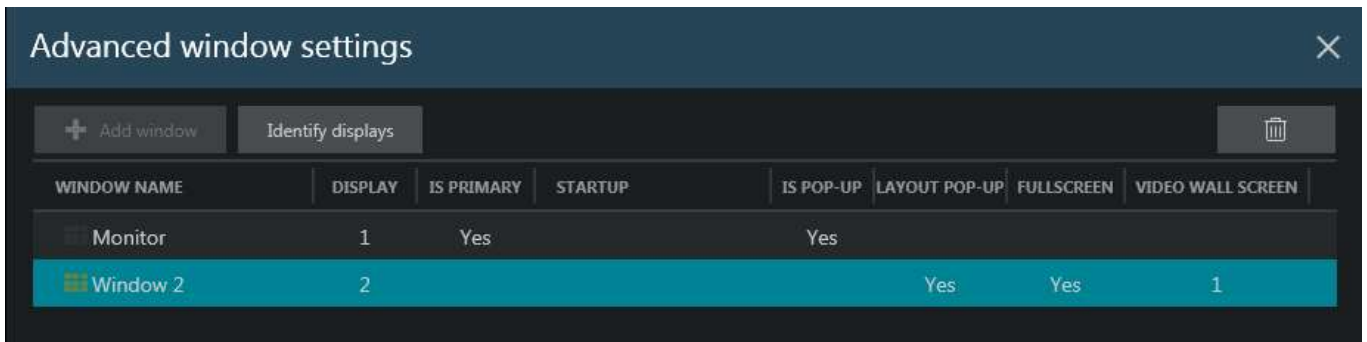 Advanced window settings
Add window Identify displays
WINDOW NAME DISPLAY IS PRIMARY STARTUP IS POP-UP LAYOUT POP-UP FULLSCREEN VIDEO WALL SCREEN
Monitor 1 Yes Yes
Window 2 2 Yes Yes 1